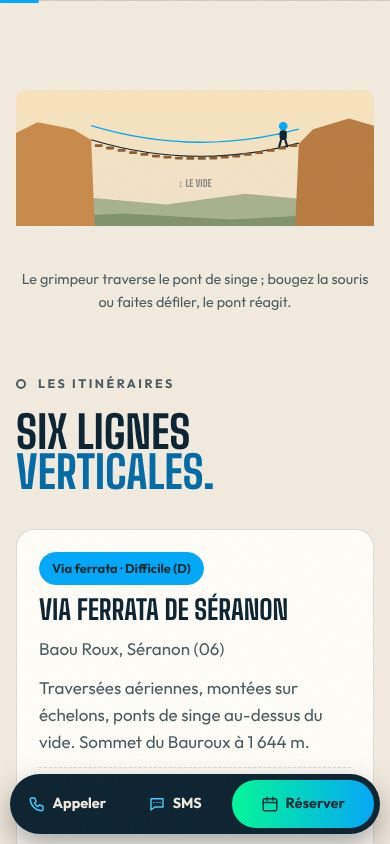 : LE VIDE
Le grimpeur traverse le pont de singe ; bougez la souris
ou faites défiler, le pont réagit.
LES ITINÉRAIRES
SIX LIGNES
VERTICALES.
Via ferrata · Difficile (D)
VIA FERRATA DE SÉRANON
Baou Roux, Séranon (06)
Traversées aériennes, montées sur
échelons, ponts de singe au-dessus du
vide. Sommet du Bauroux à 1 644 m.
Appeler
SMS
Réserver